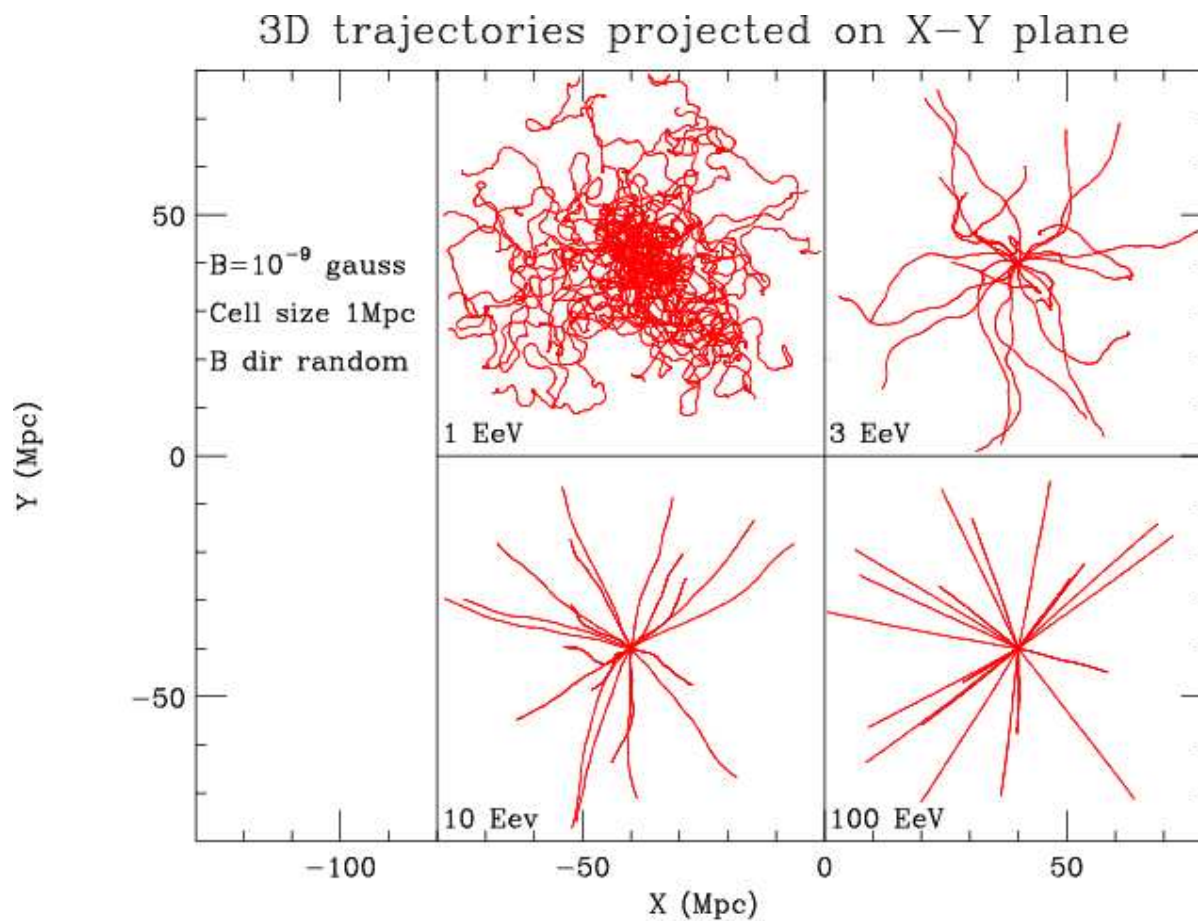 3D trajectories projected on X-Y plane
50
0
-50
Y (Mpc)
B=10⁻⁹ gauss
Cell size 1Mpc
B dir random
1 EeV
3 EeV
10 Eev
100 EeV
-100
-50
0
50
X (Mpc)